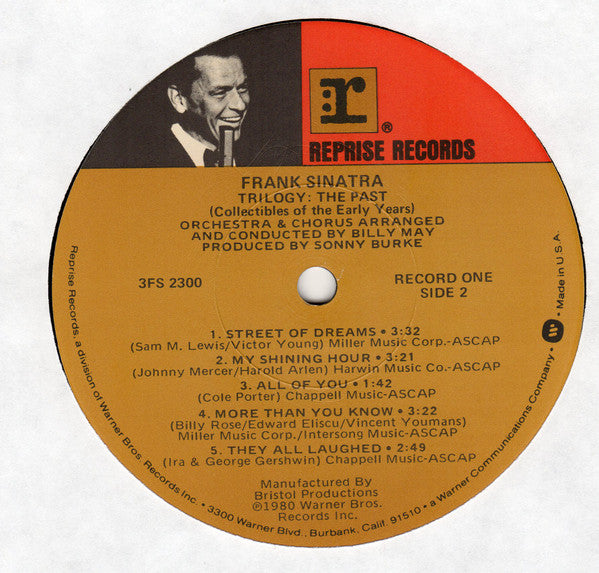 r
®
REPRISE RECORDS
FRANK SINATRA
TRILOGY: THE PAST
(Collectibles of the Early Years)
ORCHESTRA & CHORUS ARRANGED
AND CONDUCTED BY BILLY MAY
PRODUCED BY SONNY BURKE
3FS 2300
RECORD ONE
SIDE 2
1. STREET OF DREAMS • 3:32
(Sam M. Lewis/Victor Young) Miller Music Corp.-ASCAP
2. MY SHINING HOUR • 3:21
(Johnny Mercer/Harold Arlen) Harwin Music Co.-ASCAP
3. ALL OF YOU • 1:42
(Cole Porter) Chappell Music-ASCAP
4. MORE THAN YOU KNOW • 3:22
(Billy Rose/Edward Eliscu/Vincent Youmans)
Miller Music Corp./Intersong Music-ASCAP
5. THEY ALL LAUGHED • 2:49
(Ira & George Gershwin) Chappell Music-ASCAP
Manufactured By
Bristol Productions
℗1980 Warner Bros.
Records Inc.
Reprise Records, a division of Warner Bros. Records Inc. • 3300 Warner Blvd., Burbank, Calif. 91510 • a Warner Communications Company • W • Made in U.S.A.